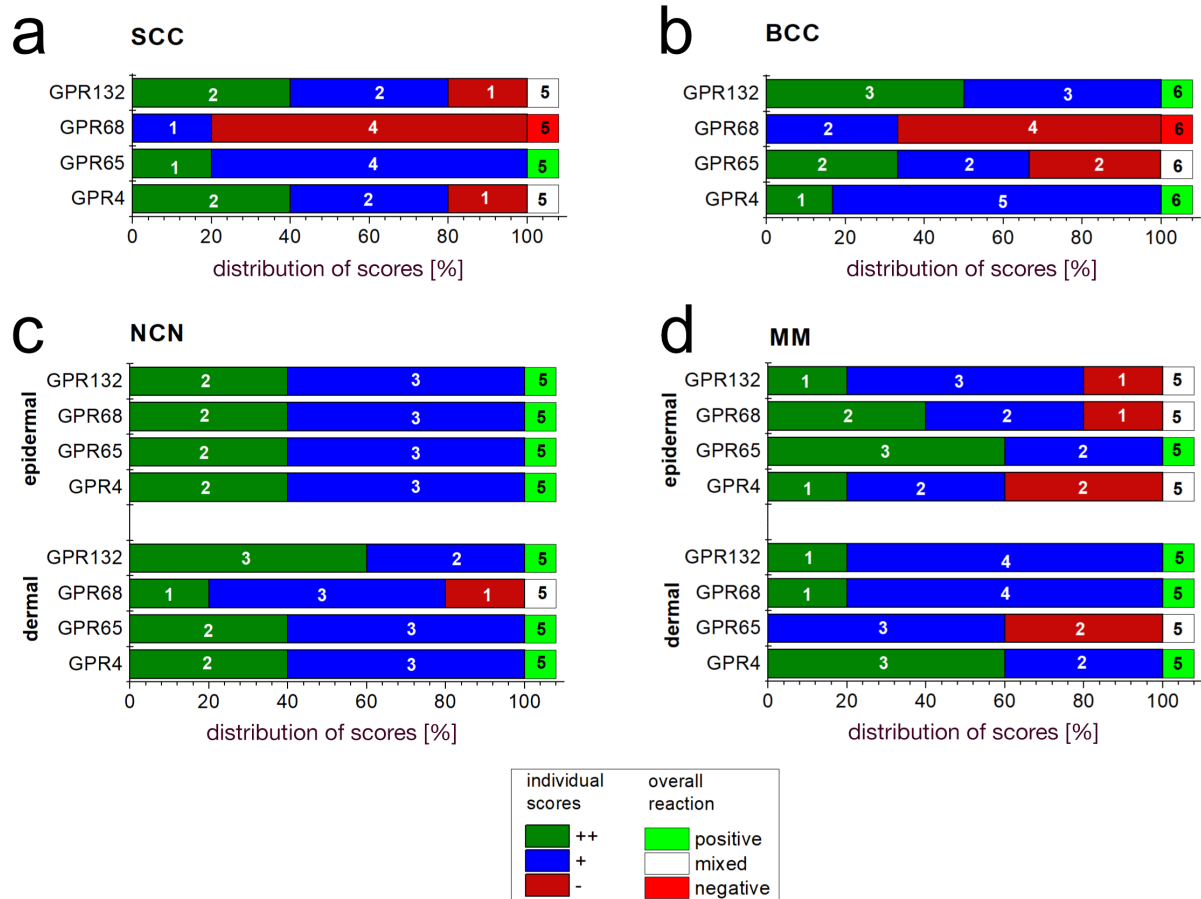 a SCC
GPR132 2 2 1 5
GPR68 1 4 5
GPR65 1 4 5
GPR4 2 2 1 5
0 20 40 60 80 100
distribution of scores [%]
b BCC
GPR132 3 3 6
GPR68 2 4 6
GPR65 2 2 2 6
GPR4 1 5 6
0 20 40 60 80 100
distribution of scores [%]
c NCN
epidermal
GPR132 2 3 5
GPR68 2 3 5
GPR65 2 3 5
GPR4 2 3 5
dermal
GPR132 3 2 5
GPR68 1 3 1 5
GPR65 2 3 5
GPR4 2 3 5
0 20 40 60 80 100
distribution of scores [%]
d MM
epidermal
GPR132 1 3 1 5
GPR68 2 2 1 5
GPR65 3 2 5
GPR4 1 2 2 5
dermal
GPR132 1 4 5
GPR68 1 4 5
GPR65 3 2 5
GPR4 3 2 5
0 20 40 60 80 100
distribution of scores [%]
individual overall
scores reaction
++ positive
+ mixed
- negative